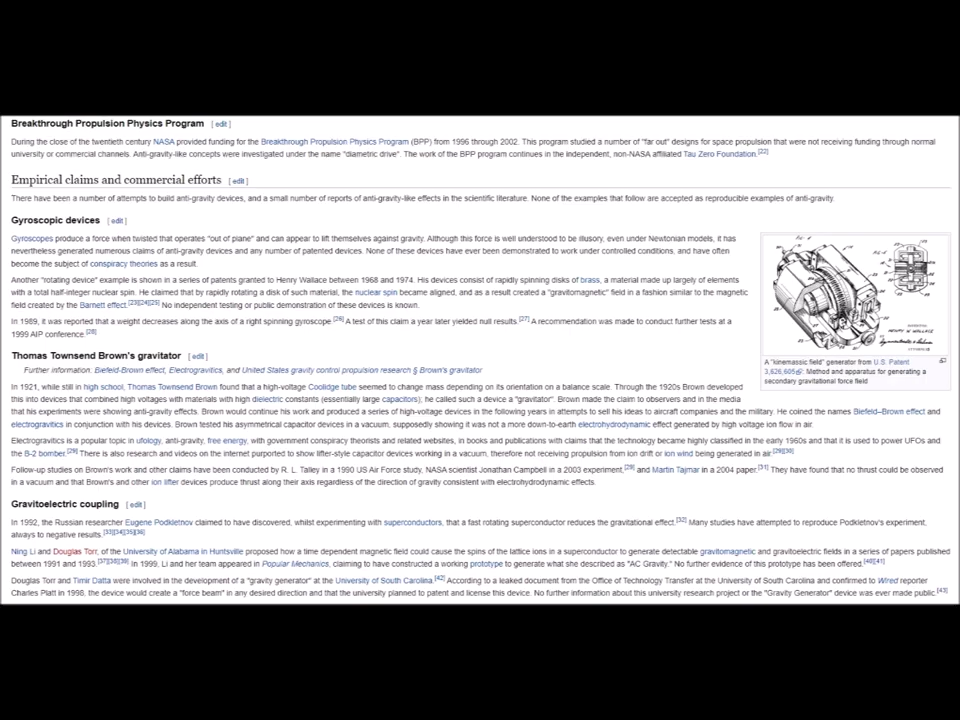 Breakthrough Propulsion Physics Program [ edit ]
During the close of the twentieth century NASA provided funding for the Breakthrough Propulsion Physics Program (BPP) from 1996 through 2002. This program studied a number of "far out" designs for space propulsion that were not receiving funding through normal
university or commercial channels. Anti-gravity-like concepts were investigated under the name "diametric drive". The work of the BPP program continues in the independent, non-NASA affiliated Tau Zero Foundation.[22]
Empirical claims and commercial efforts [ edit ]
There have been a number of attempts to build anti-gravity devices, and a small number of reports of anti-gravity-like effects in the scientific literature. None of the examples that follow are accepted as reproducible examples of anti-gravity.
Gyroscopic devices [ edit ]
Gyroscopes produce a force when twisted that operates "out of plane" and can appear to lift themselves against gravity. Although this force is well understood to be illusory, even under Newtonian models, it has
nevertheless generated numerous claims of anti-gravity devices and any number of patented devices. None of these devices have ever been demonstrated to work under controlled conditions, and have often
become the subject of conspiracy theories as a result.
Another "rotating device" example is shown in a series of patents granted to Henry Wallace between 1968 and 1974. His devices consist of rapidly spinning disks of brass, a material made up largely of elements
with a total half-integer nuclear spin. He claimed that by rapidly rotating a disk of such material, the nuclear spin became aligned, and as a result created a "gravitomagnetic" field in a fashion similar to the magnetic
field created by the Barnett effect.[23][24][25] No independent testing or public demonstration of these devices is known.
In 1989, it was reported that a weight decreases along the axis of a right spinning gyroscope.[26] A test of this claim a year later yielded null results.[27] A recommendation was made to conduct further tests at a
1999 AIP conference.[28]
A "kinemassic field" generator from U.S. Patent
3,626,605: Method and apparatus for generating a
secondary gravitational force field
Thomas Townsend Brown's gravitator [ edit ]
Further information: Biefeld-Brown effect, Electrogravitics, and United States gravity control propulsion research § Brown's gravitator
In 1921, while still in high school, Thomas Townsend Brown found that a high-voltage Coolidge tube seemed to change mass depending on its orientation on a balance scale. Through the 1920s Brown developed
this into devices that combined high voltages with materials with high dielectric constants (essentially large capacitors); he called such a device a "gravitator". Brown made the claim to observers and in the media
that his experiments were showing anti-gravity effects. Brown would continue his work and produced a series of high-voltage devices in the following years in attempts to sell his ideas to aircraft companies and the military. He coined the names Biefeld–Brown effect and
electrogravitics in conjunction with his devices. Brown tested his asymmetrical capacitor devices in a vacuum, supposedly showing it was not a more down-to-earth electrohydrodynamic effect generated by high voltage ion flow in air.
Electrogravitics is a popular topic in ufology, anti-gravity, free energy, with government conspiracy theorists and related websites, in books and publications with claims that the technology became highly classified in the early 1960s and that it is used to power UFOs and
the B-2 bomber.[29] There is also research and videos on the internet purported to show lifter-style capacitor devices working in a vacuum, therefore not receiving propulsion from ion drift or ion wind being generated in air.[29][30]
Follow-up studies on Brown's work and other claims have been conducted by R. L. Talley in a 1990 US Air Force study, NASA scientist Jonathan Campbell in a 2003 experiment,[29] and Martin Tajmar in a 2004 paper.[31] They have found that no thrust could be observed
in a vacuum and that Brown's and other ion lifter devices produce thrust along their axis regardless of the direction of gravity consistent with electrohydrodynamic effects.
Gravitoelectric coupling [ edit ]
In 1992, the Russian researcher Eugene Podkletnov claimed to have discovered, whilst experimenting with superconductors, that a fast rotating superconductor reduces the gravitational effect.[32] Many studies have attempted to reproduce Podkletnov's experiment,
always to negative results.[33][34][35][36]
Ning Li and Douglas Torr, of the University of Alabama in Huntsville proposed how a time dependent magnetic field could cause the spins of the lattice ions in a superconductor to generate detectable gravitomagnetic and gravitoelectric fields in a series of papers published
between 1991 and 1993.[37][38][39] In 1999, Li and her team appeared in Popular Mechanics, claiming to have constructed a working prototype to generate what she described as "AC Gravity." No further evidence of this prototype has been offered.[40][41]
Douglas Torr and Timir Datta were involved in the development of a "gravity generator" at the University of South Carolina.[42] According to a leaked document from the Office of Technology Transfer at the University of South Carolina and confirmed to Wired reporter
Charles Platt in 1998, the device would create a "force beam" in any desired direction and that the university planned to patent and license this device. No further information about this university research project or the "Gravity Generator" device was ever made public.[43]